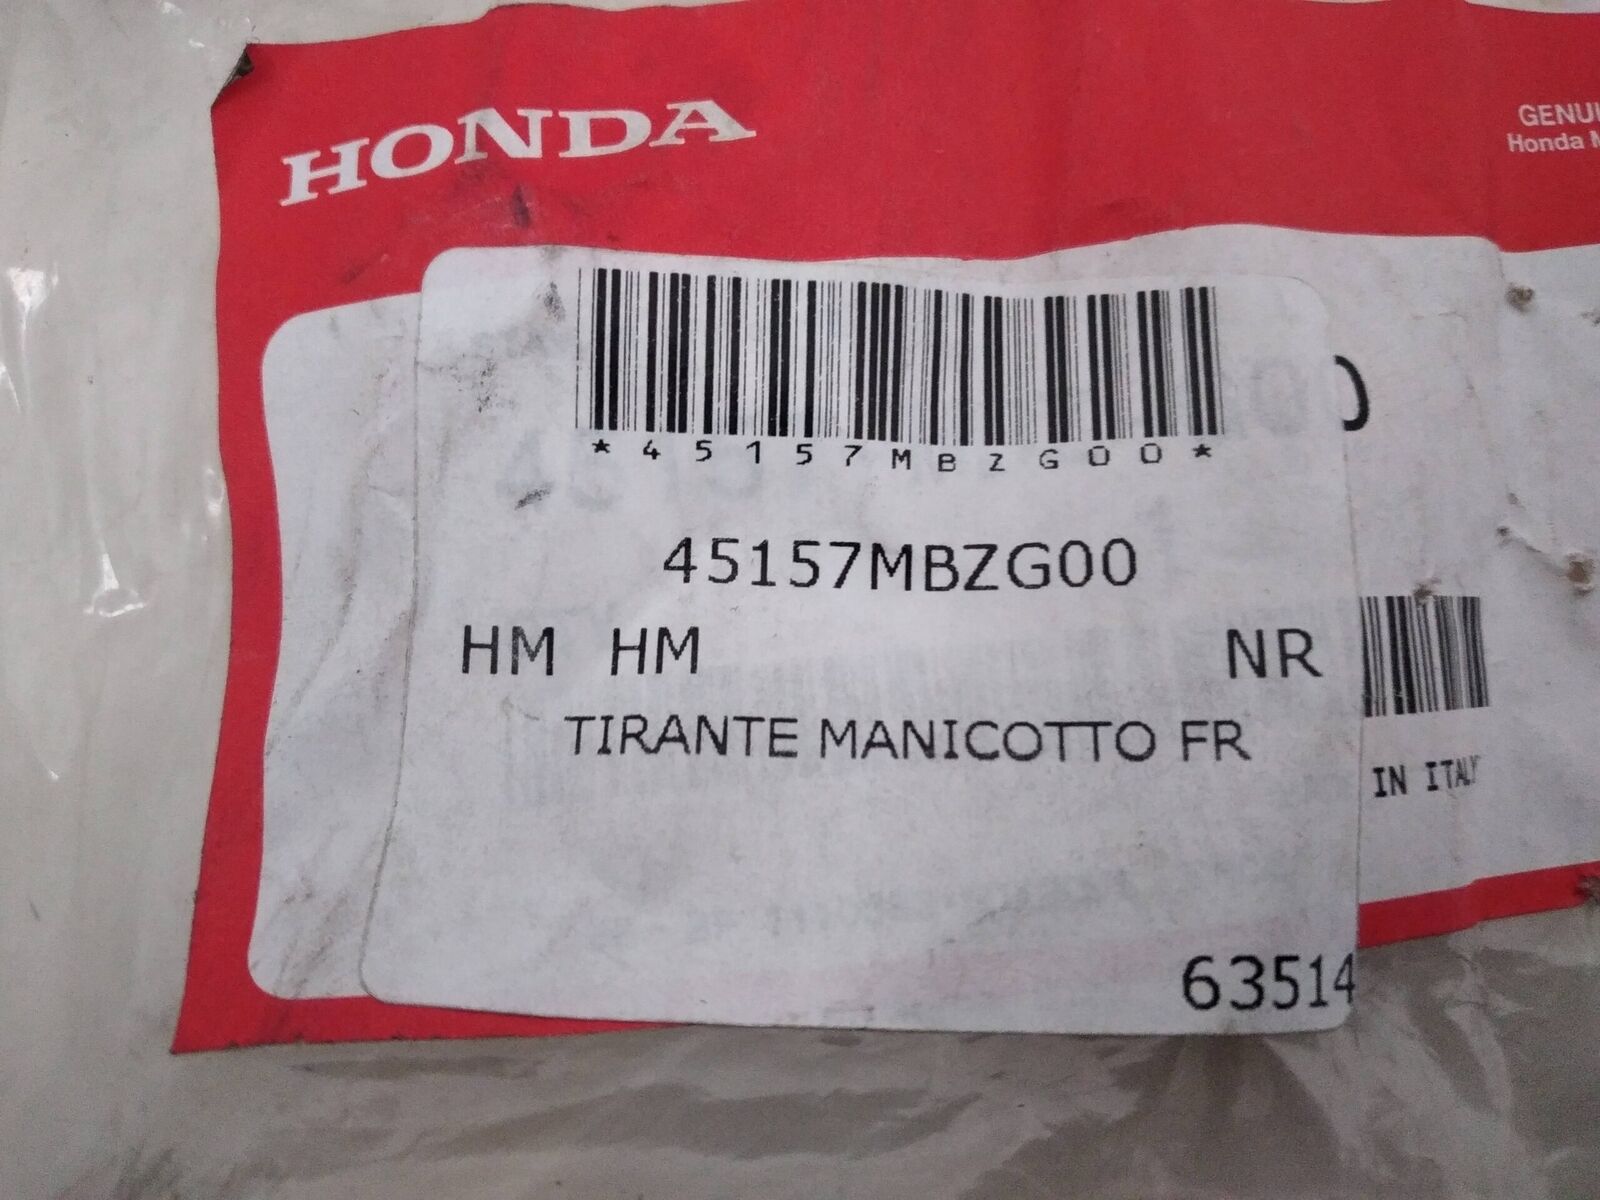 HONDA
GENUI
Honda M
*45157MBZG00*
45157MBZG00
HM HM NR
TIRANTE MANICOTTO FR
IN ITALY
63514